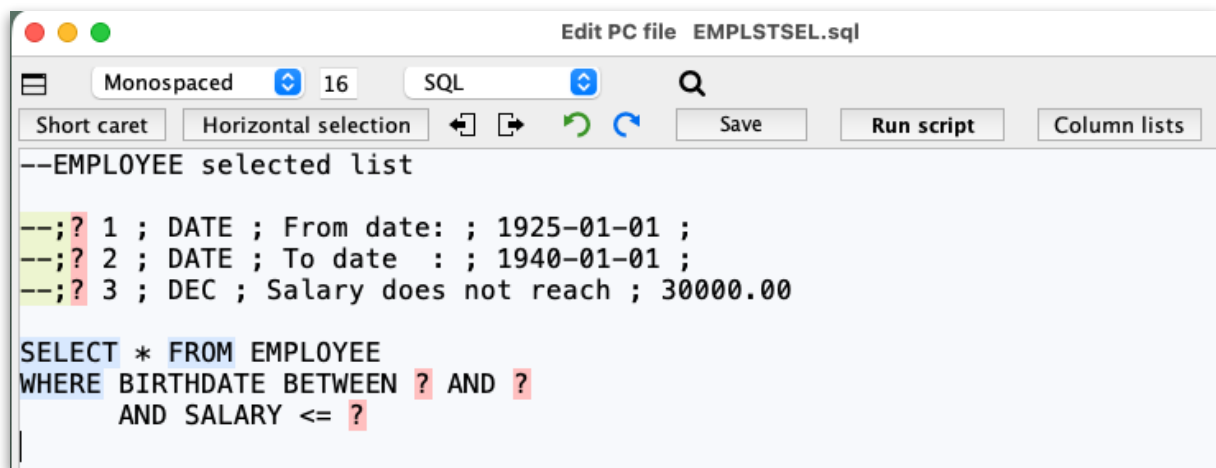 Edit PC file   EMPLSTSEL.sql
Monospaced 16 SQL
Short caret Horizontal selection Save Run script Column lists
--EMPLOYEE selected list
--;? 1 ; DATE ; From date: ; 1925-01-01 ;
--;? 2 ; DATE ; To date  : ; 1940-01-01 ;
--;? 3 ; DEC ; Salary does not reach ; 30000.00
SELECT * FROM EMPLOYEE
WHERE BIRTHDATE BETWEEN ? AND ?
      AND SALARY <= ?